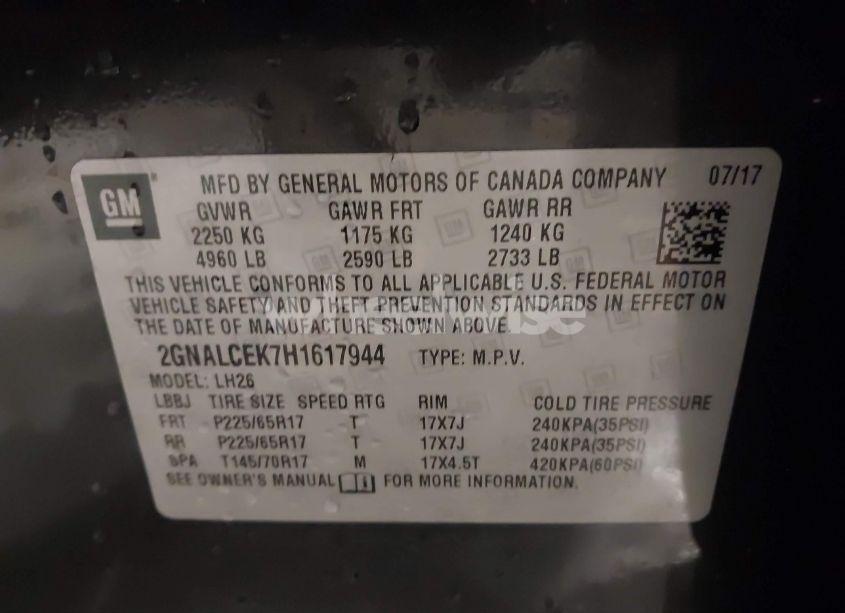 GM
MFD BY GENERAL MOTORS OF CANADA COMPANY 07/17
GVWR GAWR FRT GAWR RR
2250 KG 1175 KG 1240 KG
4960 LB 2590 LB 2733 LB
THIS VEHICLE CONFORMS TO ALL APPLICABLE U.S. FEDERAL MOTOR
VEHICLE SAFETY AND THEFT PREVENTION STANDARDS IN EFFECT ON
THE DATE OF MANUFACTURE SHOWN ABOVE.
2GNALCEK7H1617944 TYPE: M.P.V.
MODEL: LH26
LBBJ TIRE SIZE SPEED RTG RIM COLD TIRE PRESSURE
FRT P225/65R17 T 17X7J 240KPA(35PSI)
RR P225/65R17 T 17X7J 240KPA(35PSI)
SPA T145/70R17 M 17X4.5T 420KPA(60PSI)
SEE OWNER'S MANUAL FOR MORE INFORMATION.